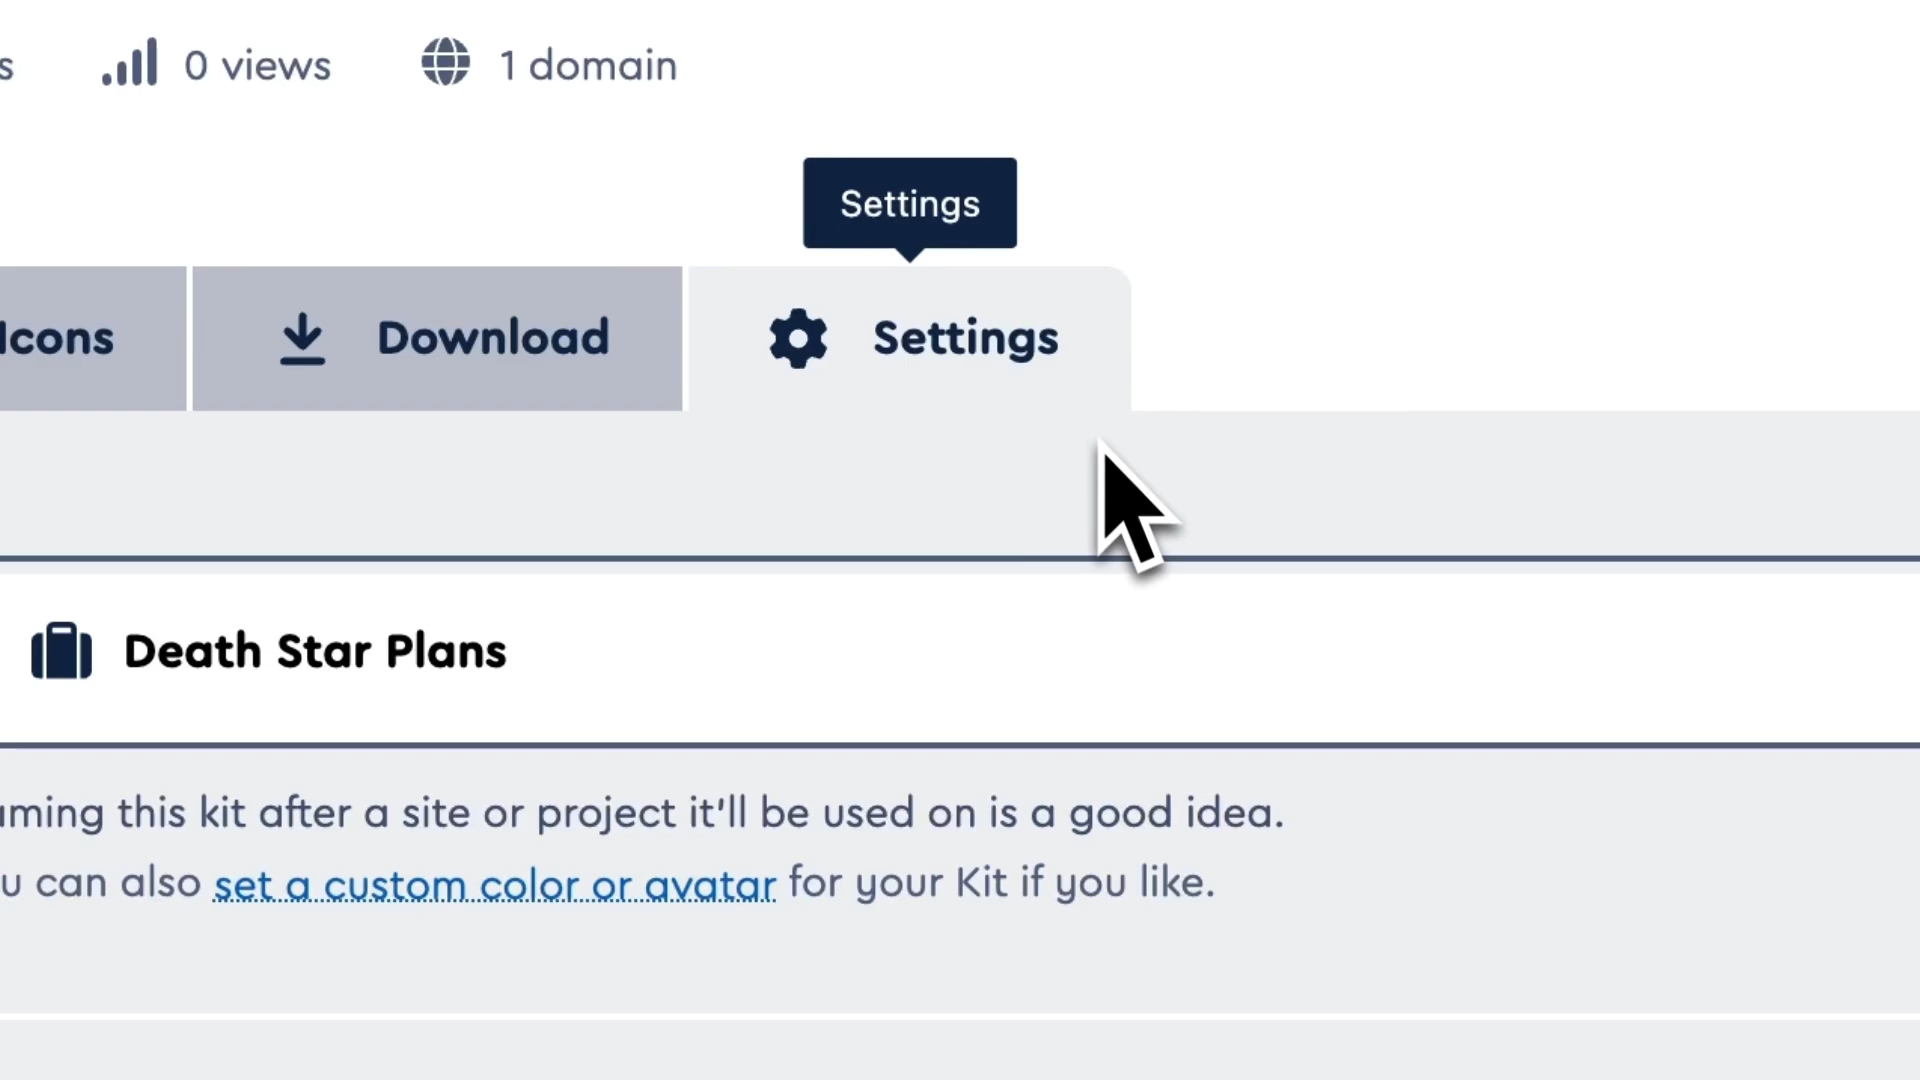 0 views 1 domain
Settings
Icons Download Settings
Death Star Plans
this kit after a site or project it'll be used on is a good idea.
can also set a custom color or avatar for your Kit if you like.